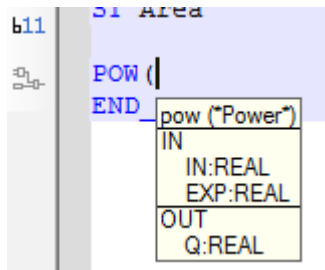 b11
ST Area
POW(
END_
pow (*Power*)
IN
IN:REAL
EXP:REAL
OUT
Q:REAL